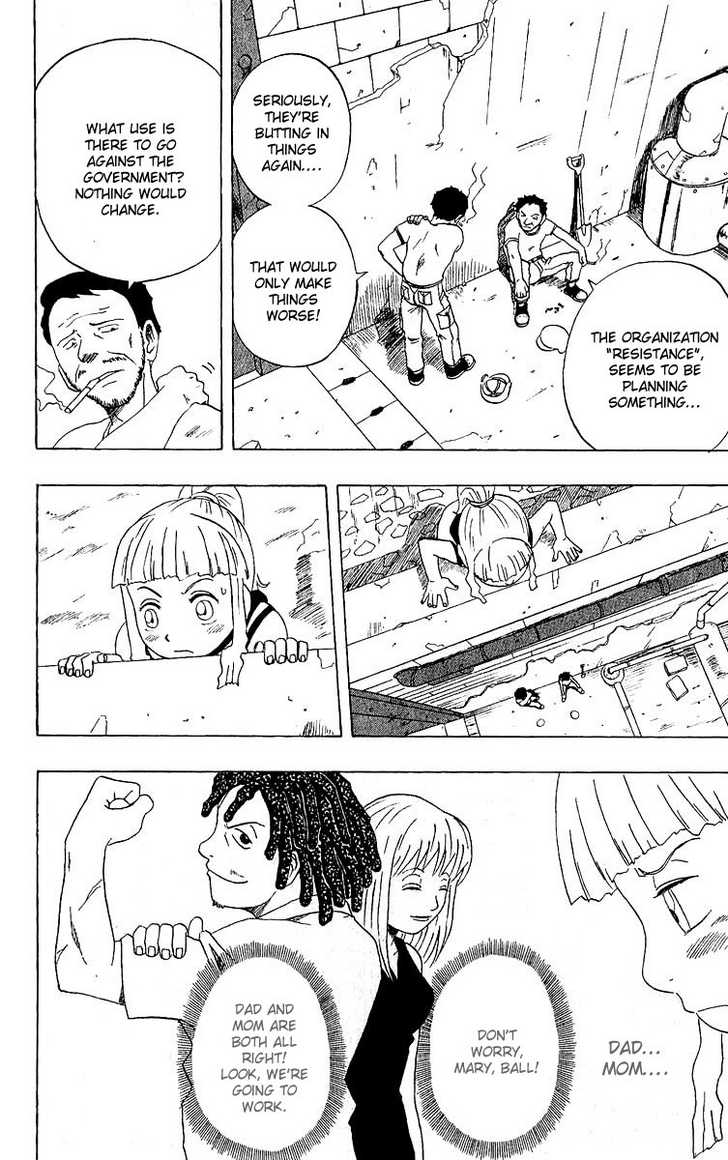 THE ORGANIZATION
"RESISTANCE",
SEEMS TO BE
PLANNING
SOMETHING...
SERIOUSLY,
THEY'RE
BUTTING IN
THINGS
AGAIN....
THAT WOULD
ONLY MAKE
THINGS
WORSE!
WHAT USE IS
THERE TO GO
AGAINST THE
GOVERNMENT?
NOTHING WOULD
CHANGE.
DAD...
MOM....
DON'T
WORRY,
MARY, BALL!
DAD AND
MOM ARE
BOTH ALL
RIGHT!
LOOK, WE'RE
GOING TO
WORK.